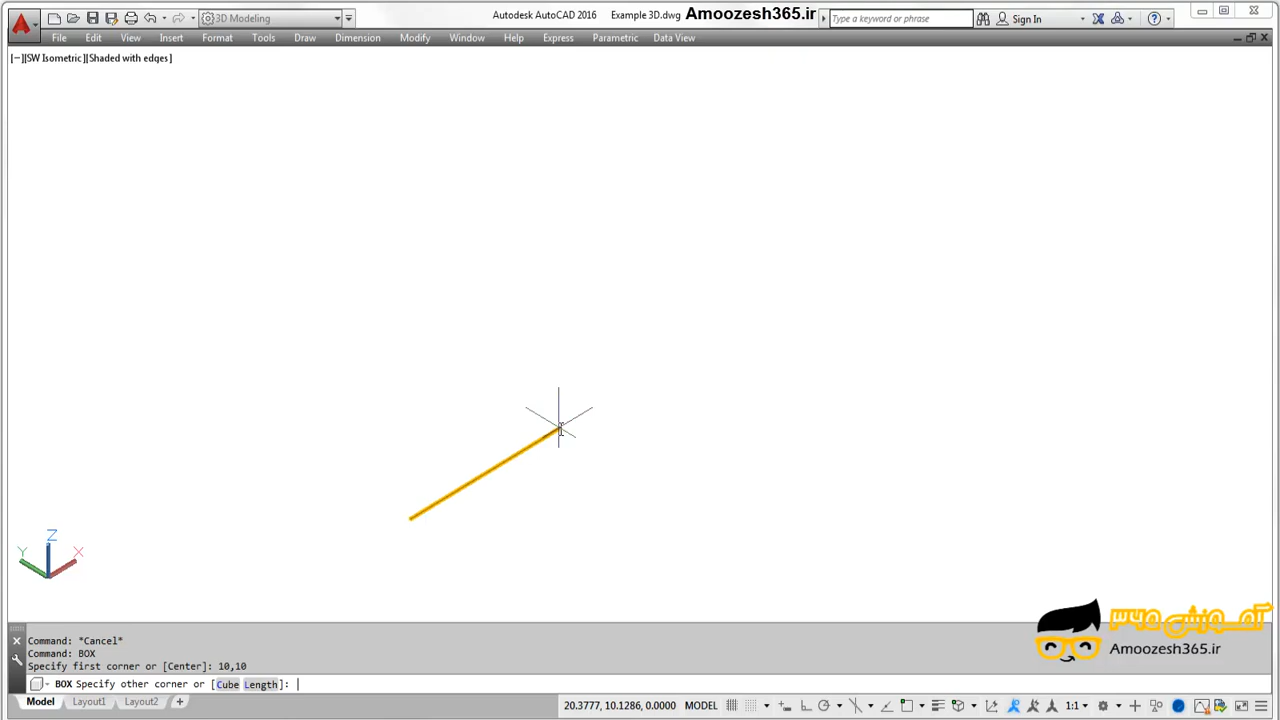 3D Modeling
Autodesk AutoCAD 2016 Example 3D.dwg Amoozesh365.ir
Type a keyword or phrase
Sign In
File Edit View Insert Format Tools Draw Dimension Modify Window Help Express Parametric Data View
[−][SW Isometric][Shaded with edges]
Z
Y X
Command: *Cancel*
Command: BOX
Specify first corner or [Center]: 10,10
BOX Specify other corner or [Cube Length]:
آموزش ۳۶۵
Amoozesh365.ir
Model Layout1 Layout2 +
20.3777, 10.1286, 0.0000 MODEL 1:1